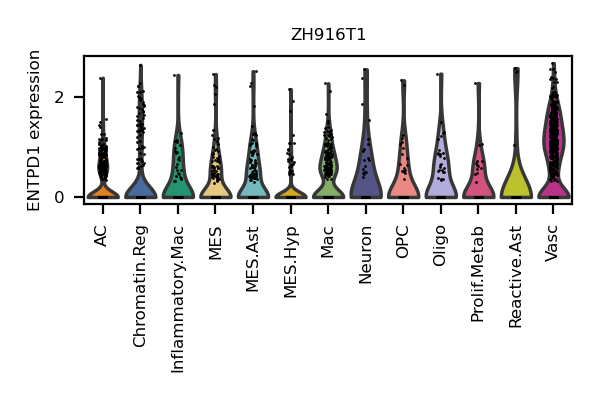 ZH916T1
ENTPD1 expression
2
0
AC
Chromatin.Reg
Inflammatory.Mac
MES
MES.Ast
MES.Hyp
Mac
Neuron
OPC
Oligo
Prolif.Metab
Reactive.Ast
Vasc